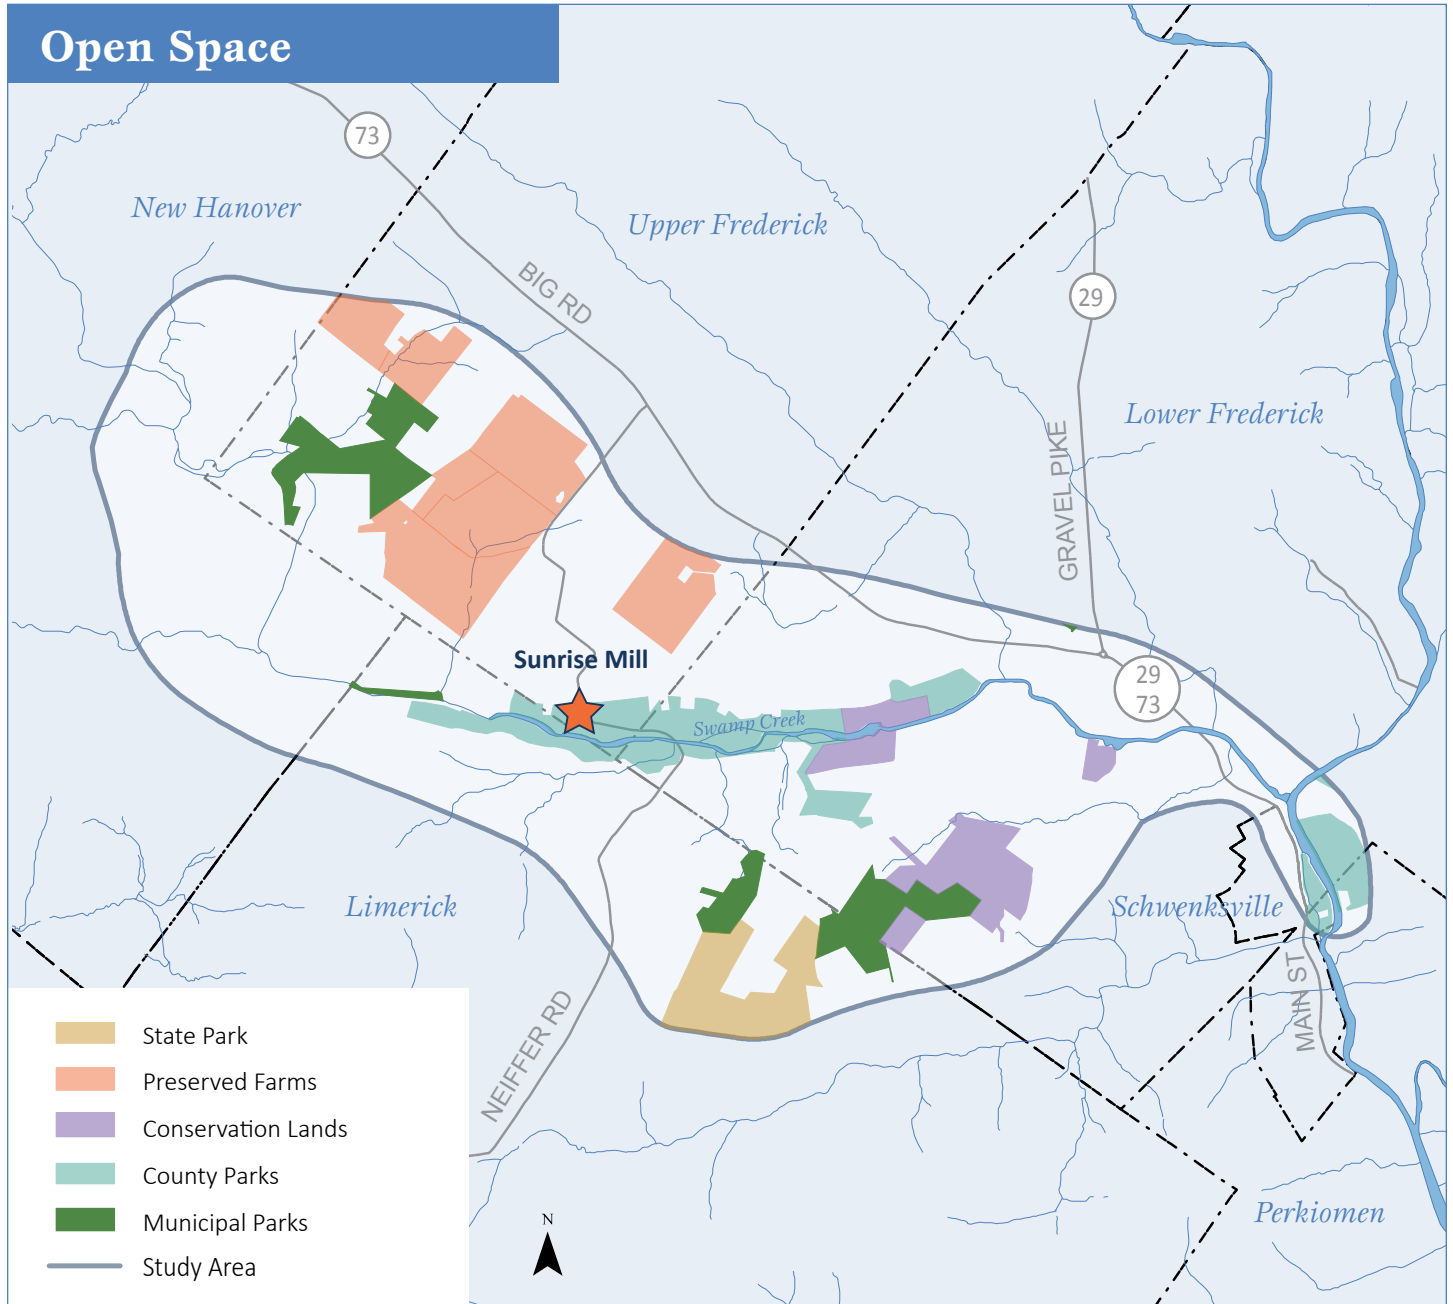 Open Space
73
New Hanover
Upper Frederick
BIG RD
29
Lower Frederick
GRAVEL PIKE
Sunrise Mill
29
73
Swamp Creek
Limerick
Schwenksville
MAIN ST
NEIFFER RD
State Park
Preserved Farms
Conservation Lands
County Parks
Municipal Parks
Study Area
N
Perkiomen